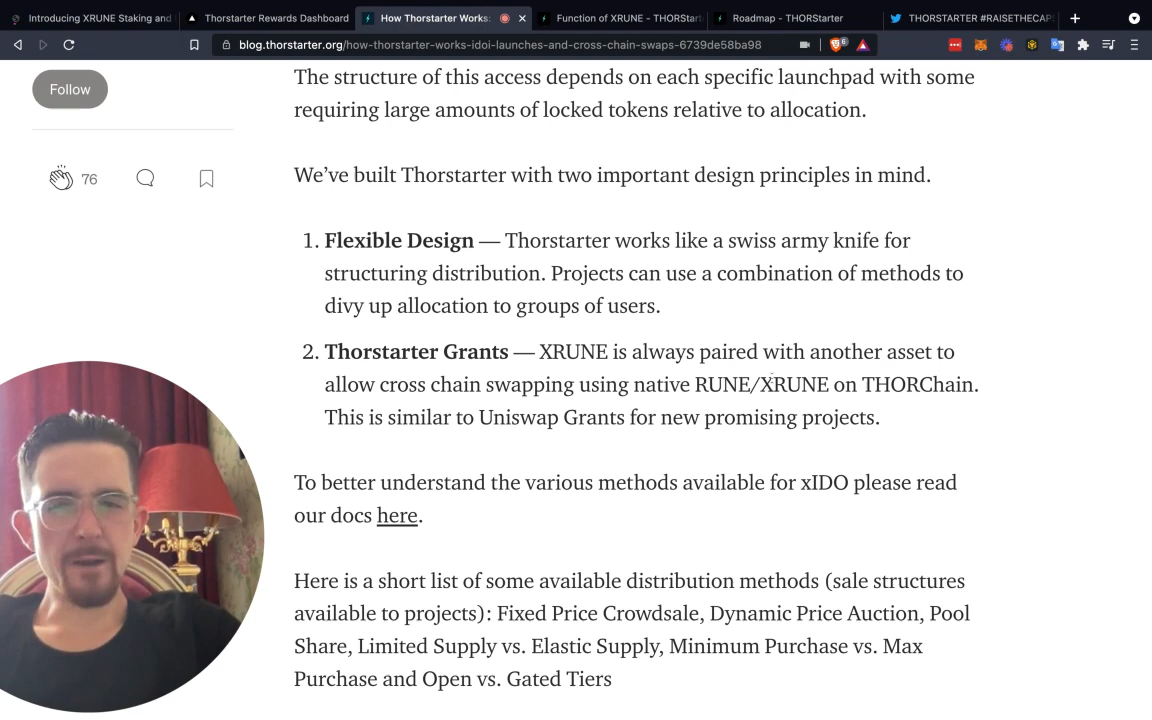 Introducing XRUNE Staking and
Thorstarter Rewards Dashboard
How Thorstarter Works:
Function of XRUNE - THORStart
Roadmap - THORStarter
THORSTARTER #RAISETHECAP
blog.thorstarter.org/how-thorstarter-works-idoi-launches-and-cross-chain-swaps-6739de58ba98
6
Follow
76
The structure of this access depends on each specific launchpad with some
requiring large amounts of locked tokens relative to allocation.
We’ve built Thorstarter with two important design principles in mind.
1. Flexible Design — Thorstarter works like a swiss army knife for
structuring distribution. Projects can use a combination of methods to
divy up allocation to groups of users.
2. Thorstarter Grants — XRUNE is always paired with another asset to
allow cross chain swapping using native RUNE/XRUNE on THORChain.
This is similar to Uniswap Grants for new promising projects.
To better understand the various methods available for xIDO please read
our docs here.
Here is a short list of some available distribution methods (sale structures
available to projects): Fixed Price Crowdsale, Dynamic Price Auction, Pool
Share, Limited Supply vs. Elastic Supply, Minimum Purchase vs. Max
Purchase and Open vs. Gated Tiers